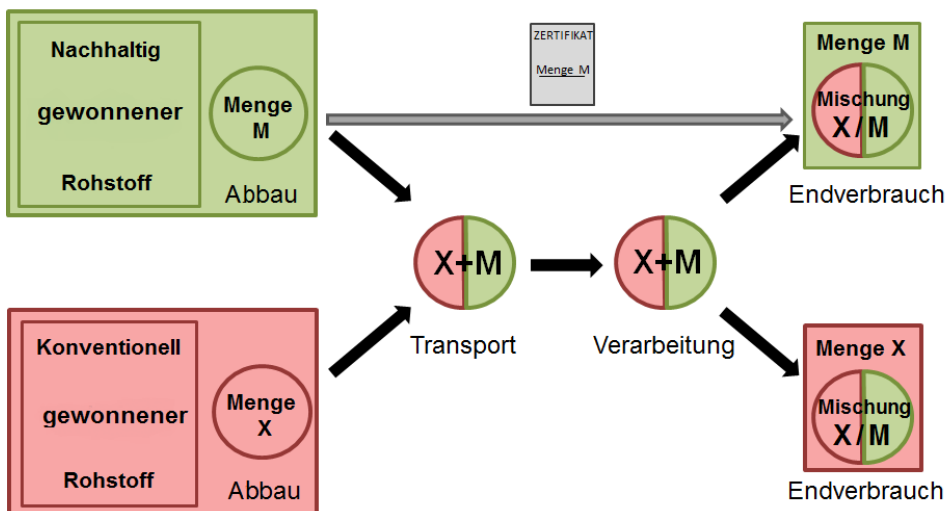 Nachhaltig
gewonnener
Rohstoff
Menge
M
Abbau
ZERTIFIKAT
Menge M
Menge M
Mischung
X / M
Endverbrauch
X+M
Transport
X+M
Verarbeitung
Konventionell
gewonnener
Rohstoff
Menge
X
Abbau
Menge X
Mischung
X / M
Endverbrauch